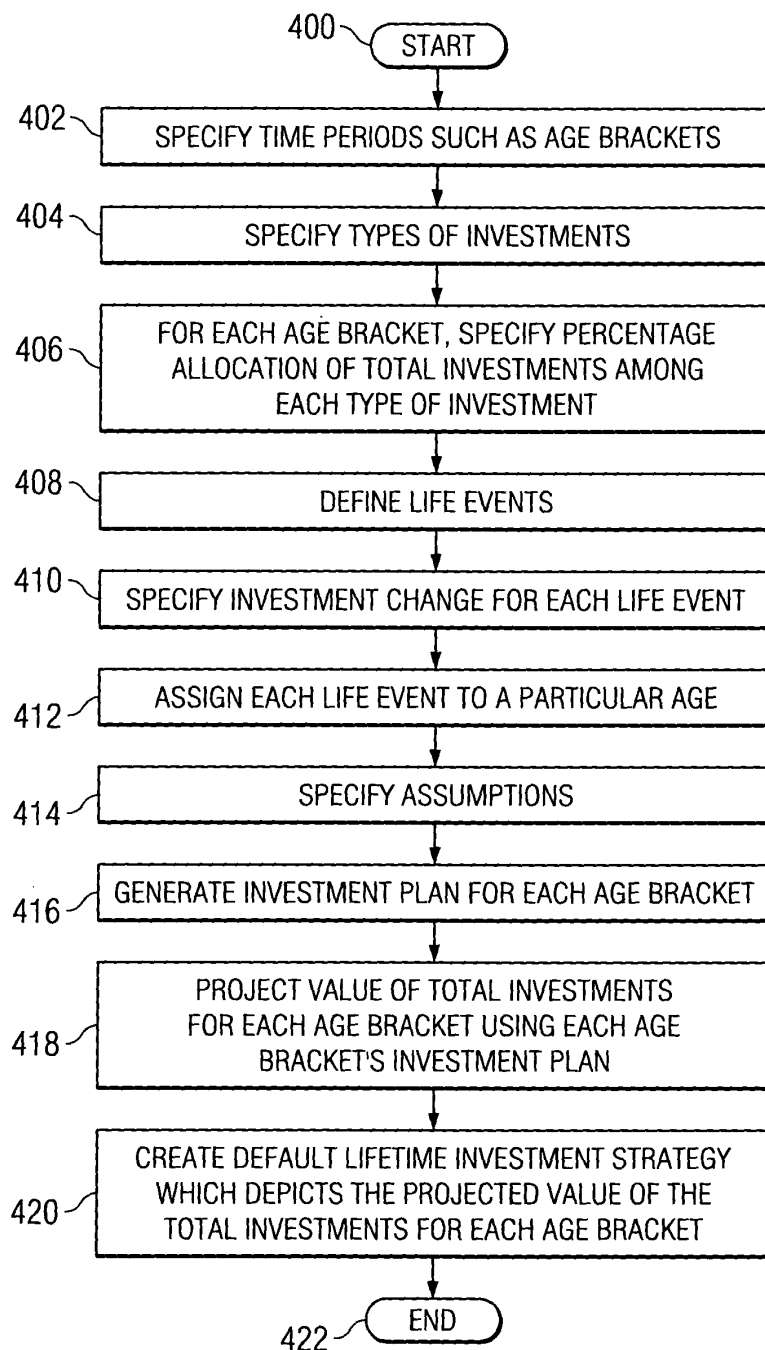 400
START
402
SPECIFY TIME PERIODS SUCH AS AGE BRACKETS
404
SPECIFY TYPES OF INVESTMENTS
406
FOR EACH AGE BRACKET, SPECIFY PERCENTAGE
ALLOCATION OF TOTAL INVESTMENTS AMONG
EACH TYPE OF INVESTMENT
408
DEFINE LIFE EVENTS
410
SPECIFY INVESTMENT CHANGE FOR EACH LIFE EVENT
412
ASSIGN EACH LIFE EVENT TO A PARTICULAR AGE
414
SPECIFY ASSUMPTIONS
416
GENERATE INVESTMENT PLAN FOR EACH AGE BRACKET
418
PROJECT VALUE OF TOTAL INVESTMENTS
FOR EACH AGE BRACKET USING EACH AGE
BRACKET'S INVESTMENT PLAN
420
CREATE DEFAULT LIFETIME INVESTMENT STRATEGY
WHICH DEPICTS THE PROJECTED VALUE OF THE
TOTAL INVESTMENTS FOR EACH AGE BRACKET
422
END